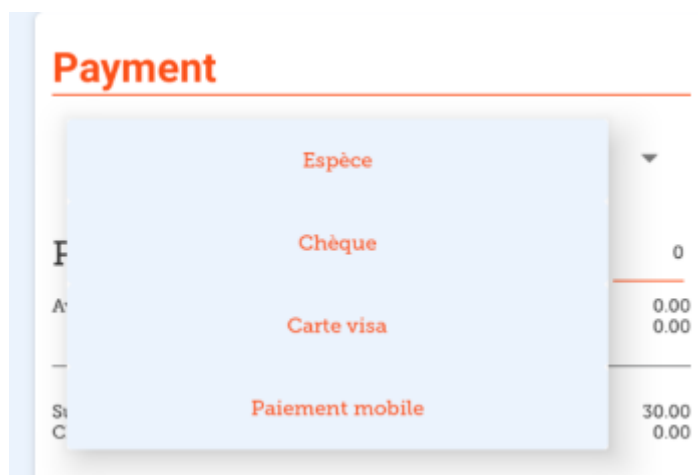 Payment
Espèce
Chèque
0
0.00
Carte visa
0.00
Paiement mobile
30.00
0.00